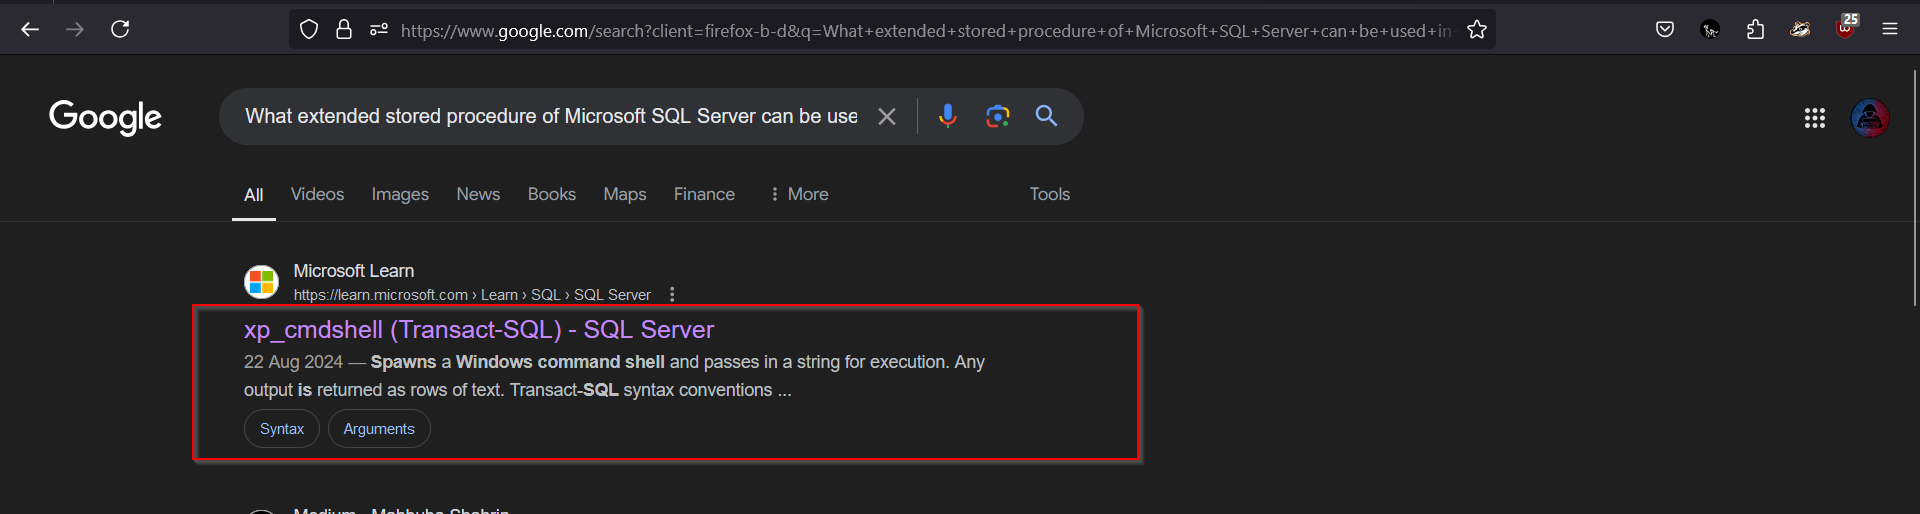 https://www.google.com/search?client=firefox-b-d&q=What+extended+stored+procedure+of+Microsoft+SQL+Server+can+be+used+in
25
Google
What extended stored procedure of Microsoft SQL Server can be use
All Videos Images News Books Maps Finance More Tools
Microsoft Learn
https://learn.microsoft.com › Learn › SQL › SQL Server
xp_cmdshell (Transact-SQL) - SQL Server
22 Aug 2024 — Spawns a Windows command shell and passes in a string for execution. Any
output is returned as rows of text. Transact-SQL syntax conventions ...
Syntax Arguments